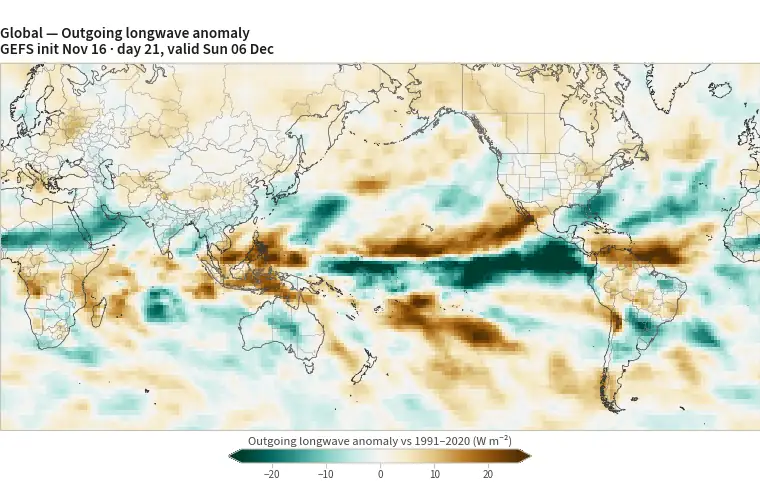 Global — Outgoing longwave anomaly
GEFS init Nov 16 · day 21, valid Sun 06 Dec
Outgoing longwave anomaly vs 1991–2020 (W m⁻²)
−20 −10 0 10 20